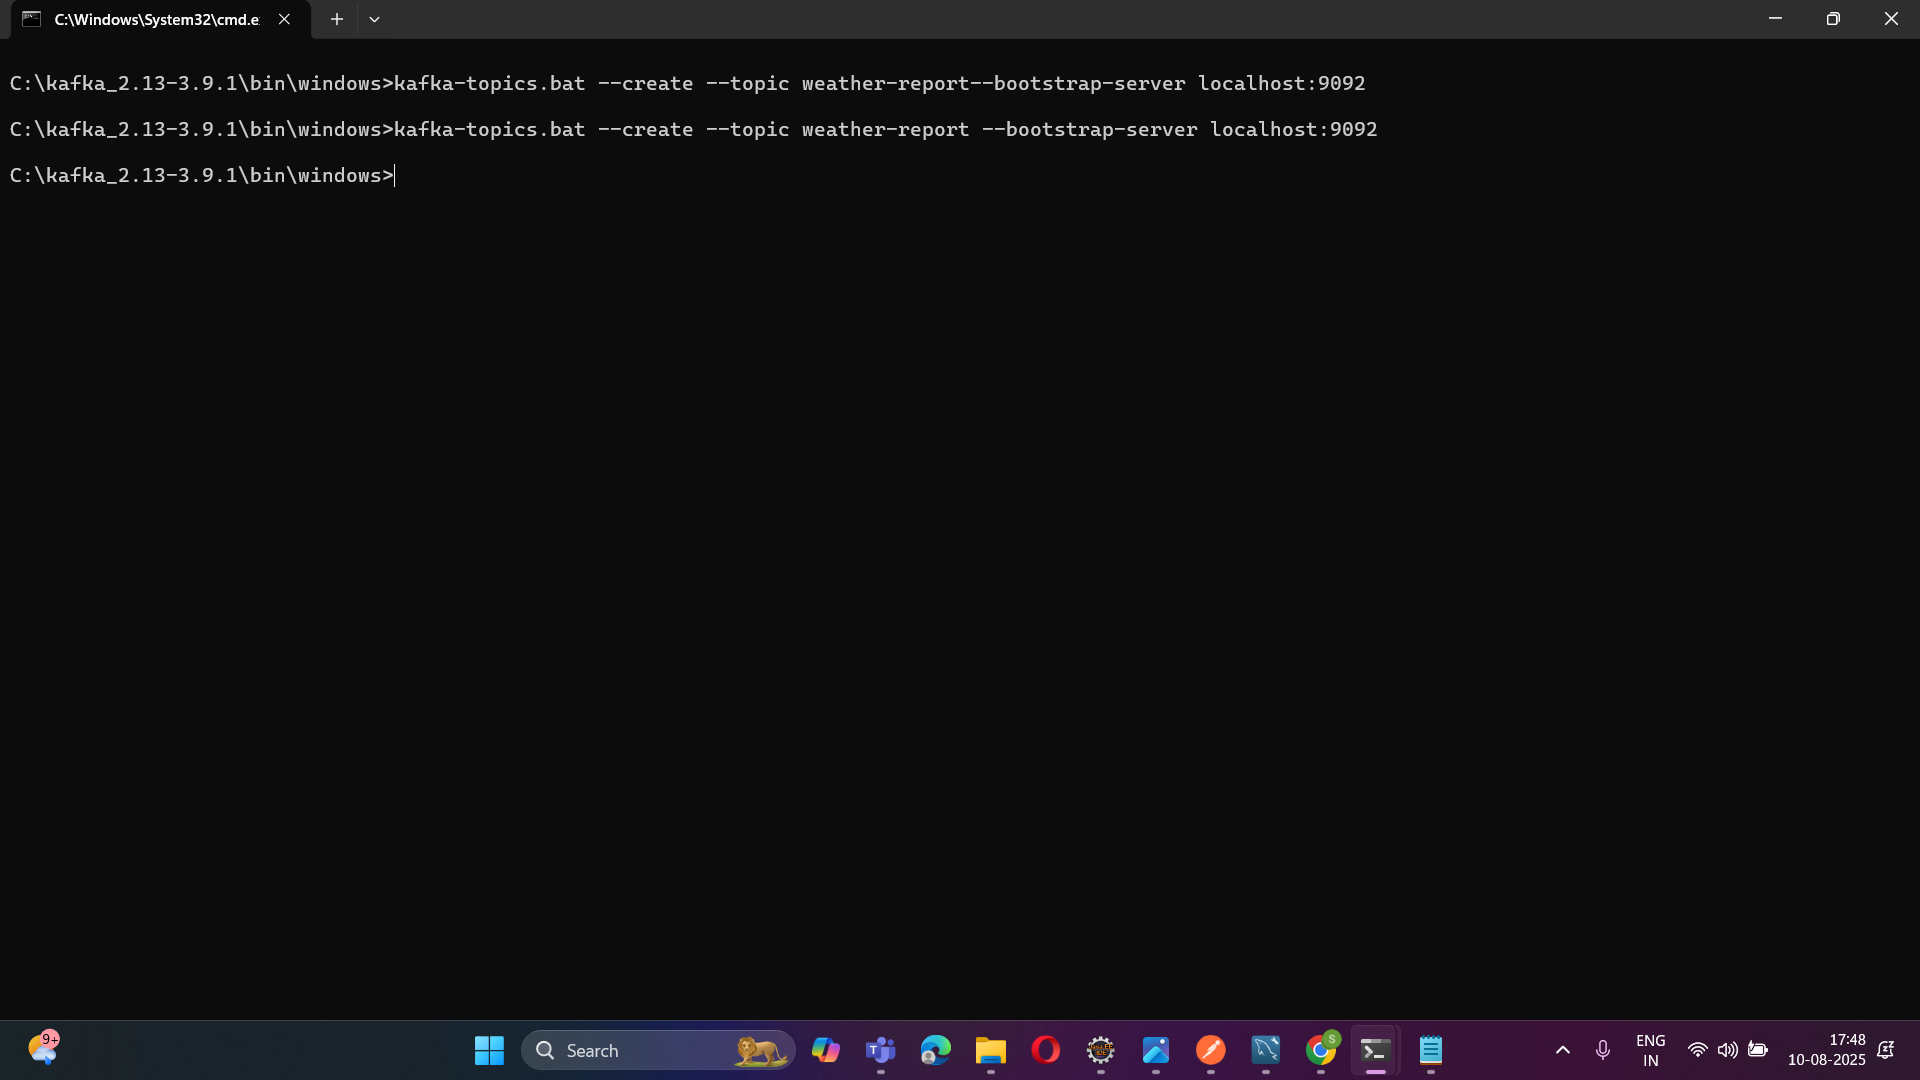 C:\Windows\System32\cmd.e
C:\kafka_2.13-3.9.1\bin\windows>kafka-topics.bat --create --topic weather-report--bootstrap-server localhost:9092
C:\kafka_2.13-3.9.1\bin\windows>kafka-topics.bat --create --topic weather-report --bootstrap-server localhost:9092
C:\kafka_2.13-3.9.1\bin\windows>
9+
Search
S
ENG
IN
17:48
10-08-2025